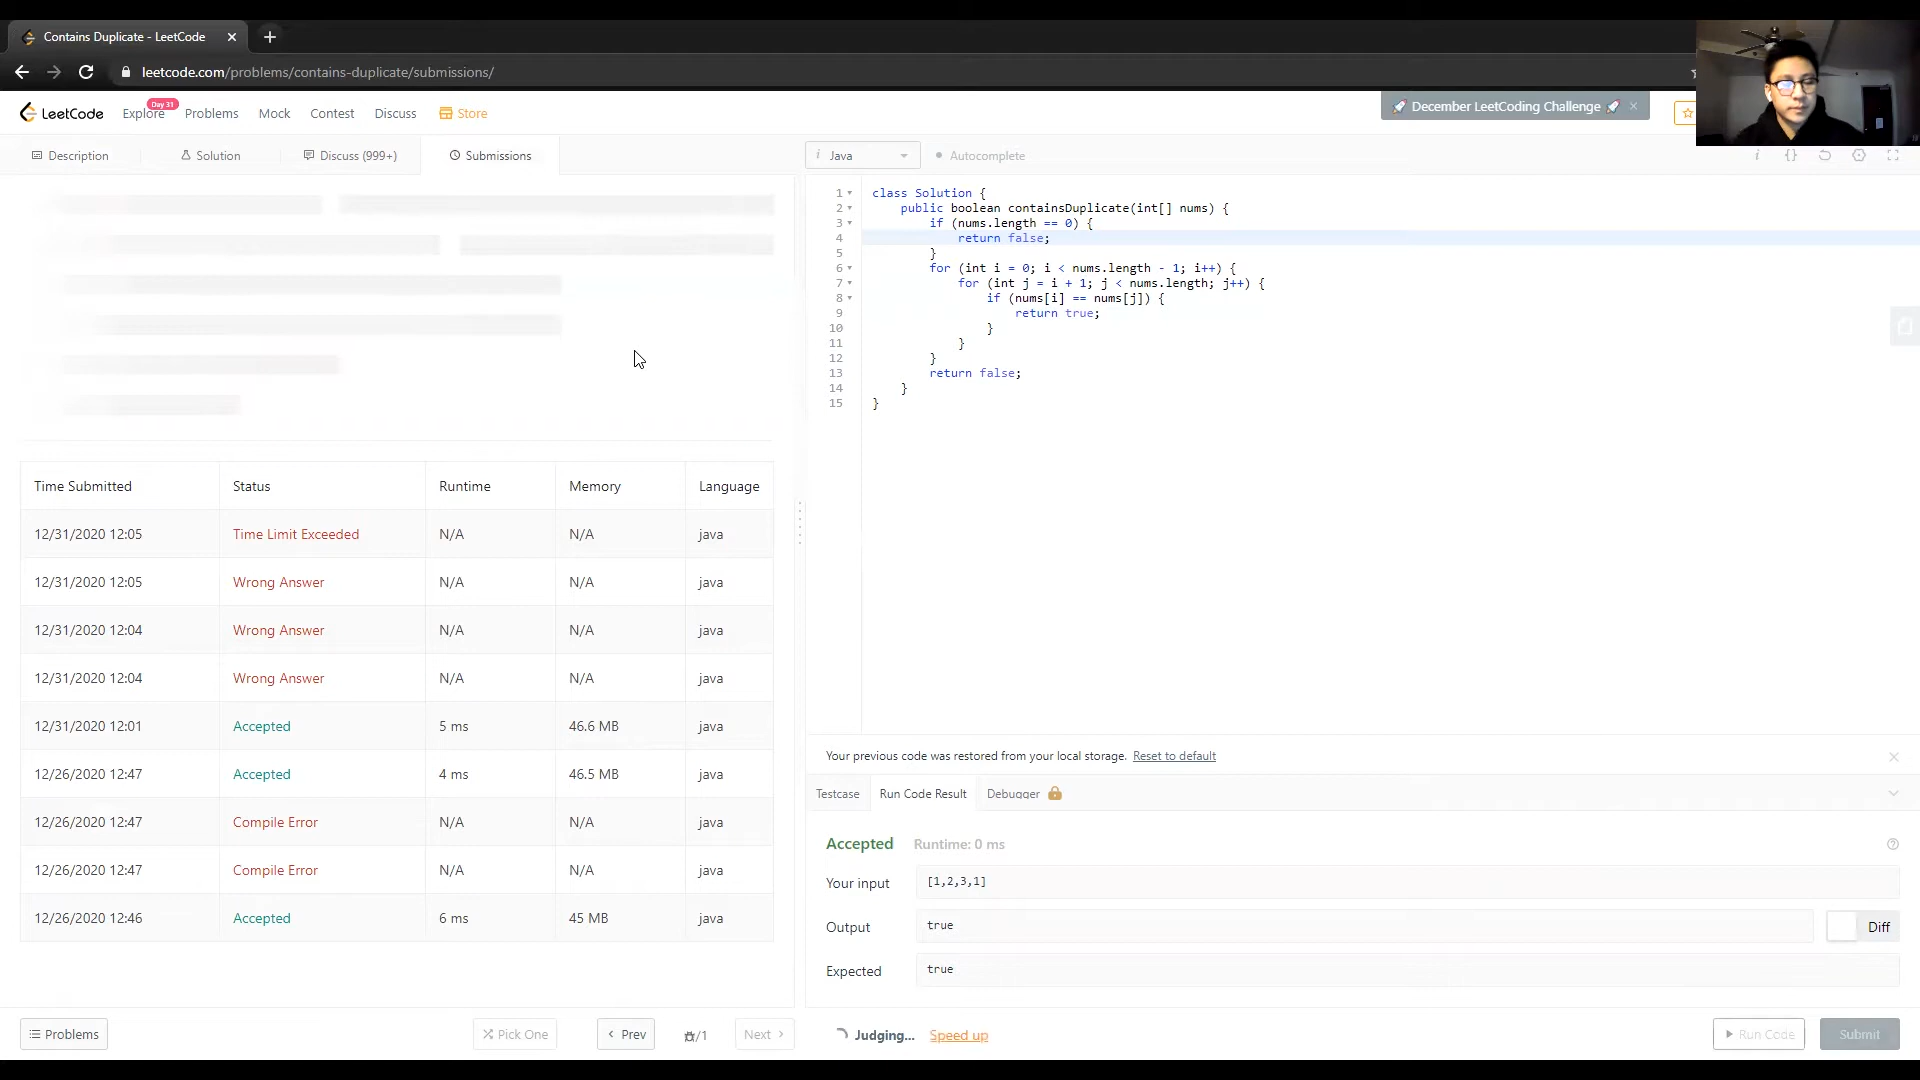 Contains Duplicate - LeetCode
leetcode.com/problems/contains-duplicate/submissions/
LeetCode Explore Day 31 Problems Mock Contest Discuss Store
December LeetCoding Challenge
Description Solution Discuss (999+) Submissions
Time Submitted Status Runtime Memory Language
12/31/2020 12:05 Time Limit Exceeded N/A N/A java
12/31/2020 12:05 Wrong Answer N/A N/A java
12/31/2020 12:04 Wrong Answer N/A N/A java
12/31/2020 12:04 Wrong Answer N/A N/A java
12/31/2020 12:01 Accepted 5 ms 46.6 MB java
12/26/2020 12:47 Accepted 4 ms 46.5 MB java
12/26/2020 12:47 Compile Error N/A N/A java
12/26/2020 12:47 Compile Error N/A N/A java
12/26/2020 12:46 Accepted 6 ms 45 MB java
Problems Pick One Prev /1 Next
i Java Autocomplete i {}
1 class Solution {
2 public boolean containsDuplicate(int[] nums) {
3 if (nums.length == 0) {
4 return false;
5 }
6 for (int i = 0; i < nums.length - 1; i++) {
7 for (int j = i + 1; j < nums.length; j++) {
8 if (nums[i] == nums[j]) {
9 return true;
10 }
11 }
12 }
13 return false;
14 }
15 }
Your previous code was restored from your local storage. Reset to default
Testcase Run Code Result Debugger
Accepted Runtime: 0 ms
Your input [1,2,3,1]
Output true Diff
Expected true
Judging... Speed up Run Code Submit